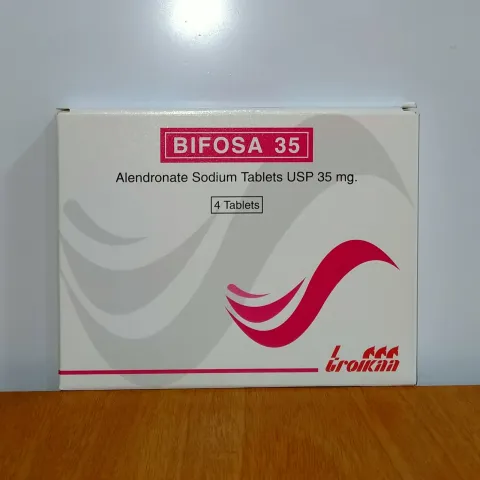 BIFOSA 35
Alendronate Sodium Tablets USP 35 mg.
4 Tablets
troikaa